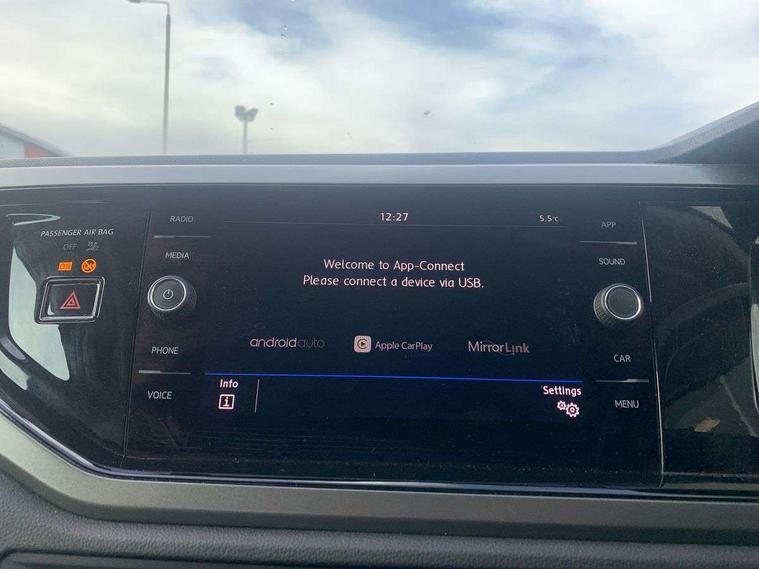 RADIO
12:27
5.5°C
APP
PASSENGER AIR BAG
OFF
ON
MEDIA
SOUND
Welcome to App-Connect
Please connect a device via USB.
androidauto
Apple CarPlay
MirrorLink
PHONE
CAR
VOICE
Info
Settings
MENU